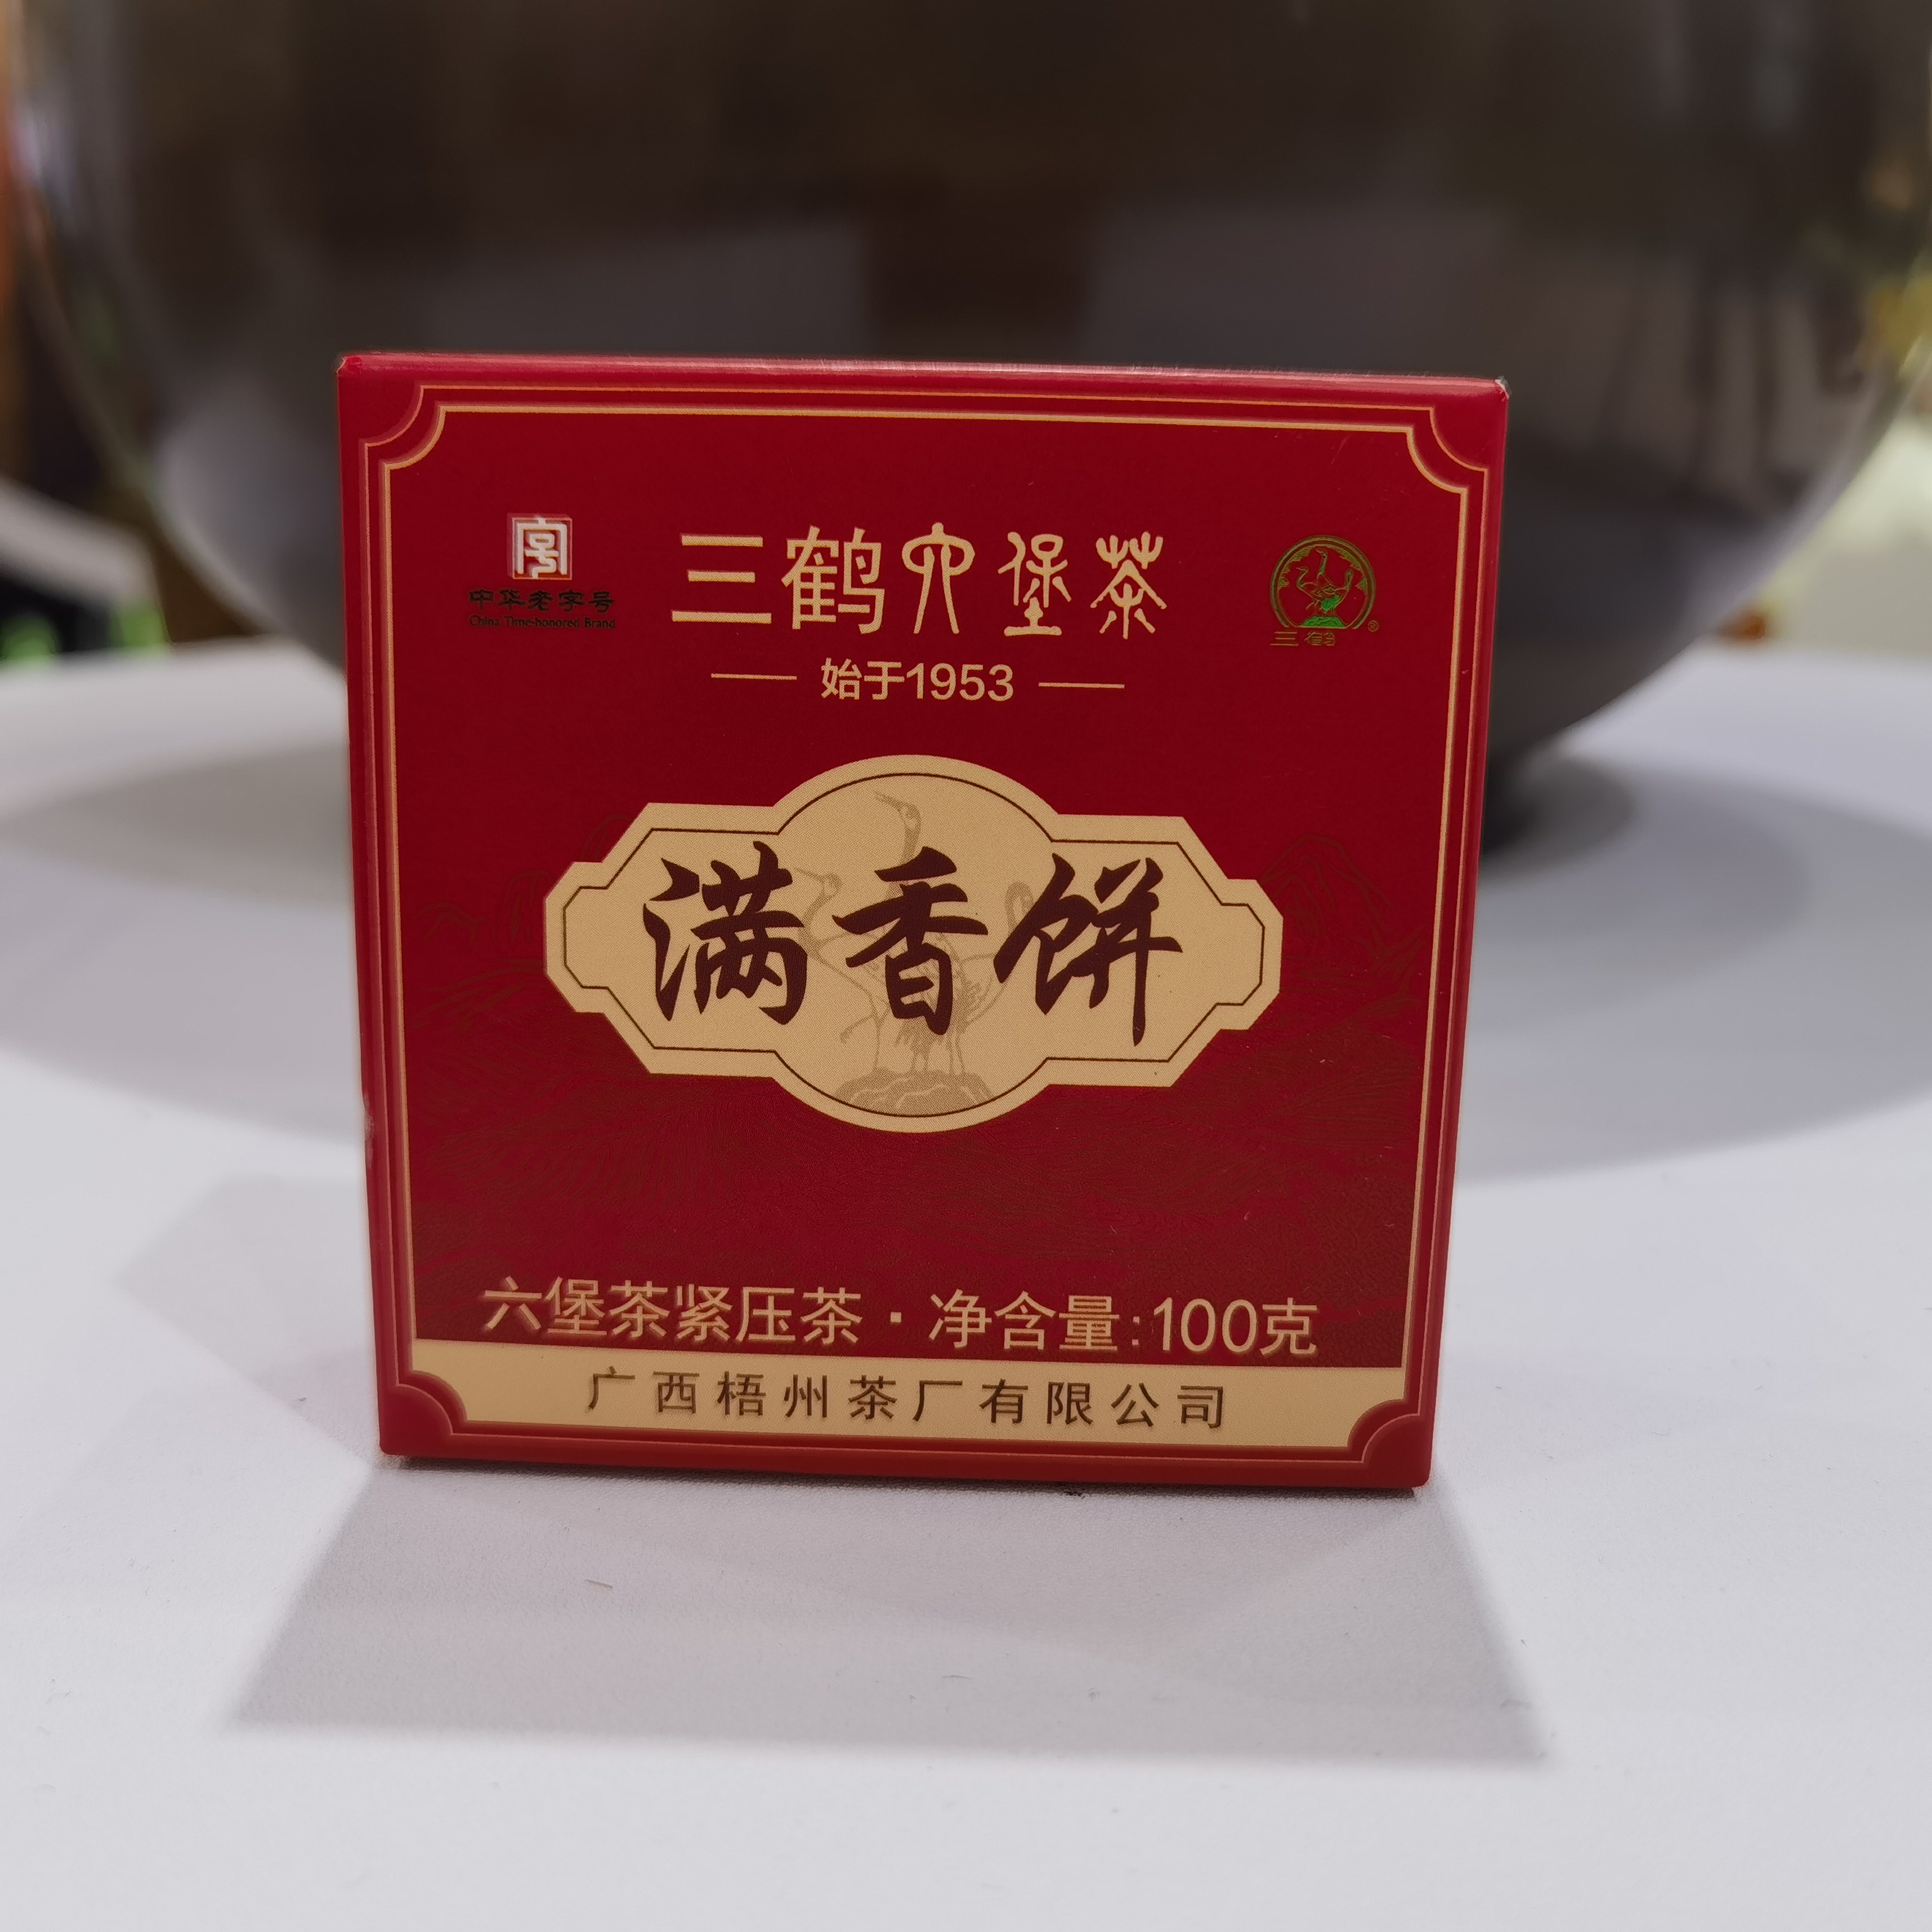 中华老字号
China Time-honored Brand
三鹤六堡茶
三鹤
®
始于1953
满香饼
六堡茶紧压茶·净含量:100克
广西梧州茶厂有限公司